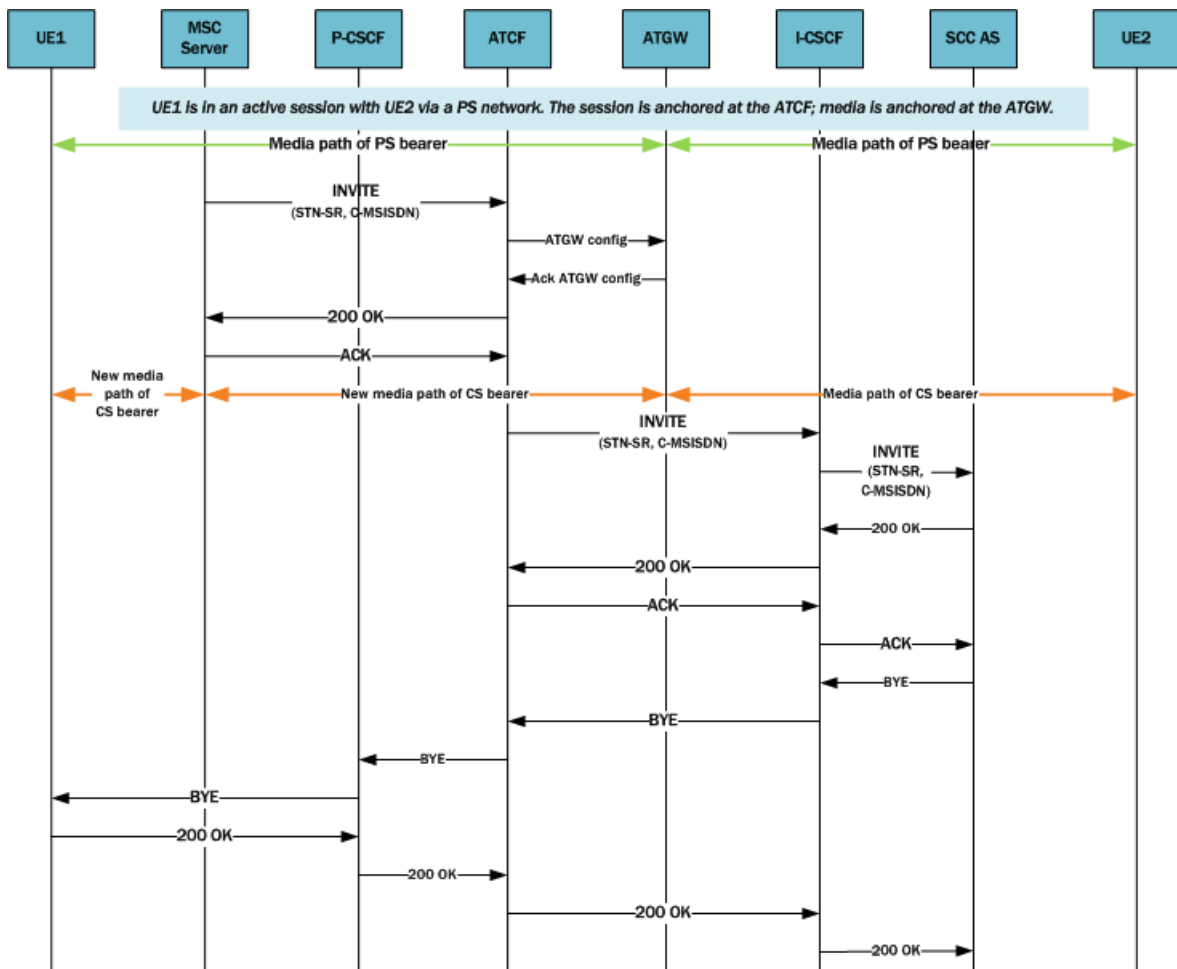 UE1
MSC
Server
P-CSCF
ATCF
ATGW
I-CSCF
SCC AS
UE2
UE1 is in an active session with UE2 via a PS network. The session is anchored at the ATCF; media is anchored at the ATGW.
Media path of PS bearer
Media path of PS bearer
INVITE
(STN-SR, C-MSISDN)
ATGW config
Ack ATGW config
200 OK
ACK
New media
path of
CS bearer
New media path of CS bearer
Media path of CS bearer
INVITE
(STN-SR, C-MSISDN)
INVITE
(STN-SR,
C-MSISDN)
200 OK
200 OK
ACK
ACK
BYE
BYE
BYE
BYE
200 OK
200 OK
200 OK
200 OK